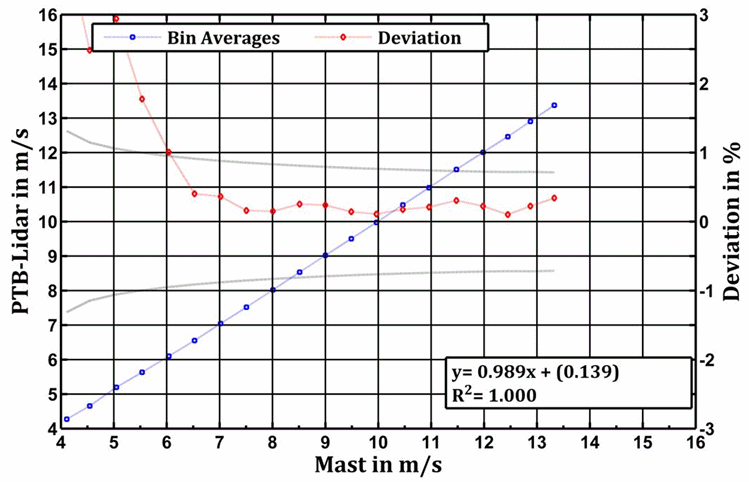 16
15
14
13
12
11
10
9
8
7
6
5
4
PTB-Lidar in m/s
Bin Averages
Deviation
3
2
1
0
-1
-2
-3
Deviation in %
y= 0.989x + (0.139)
R²= 1.000
4 5 6 7 8 9 10 11 12 13 14 15 16
Mast in m/s